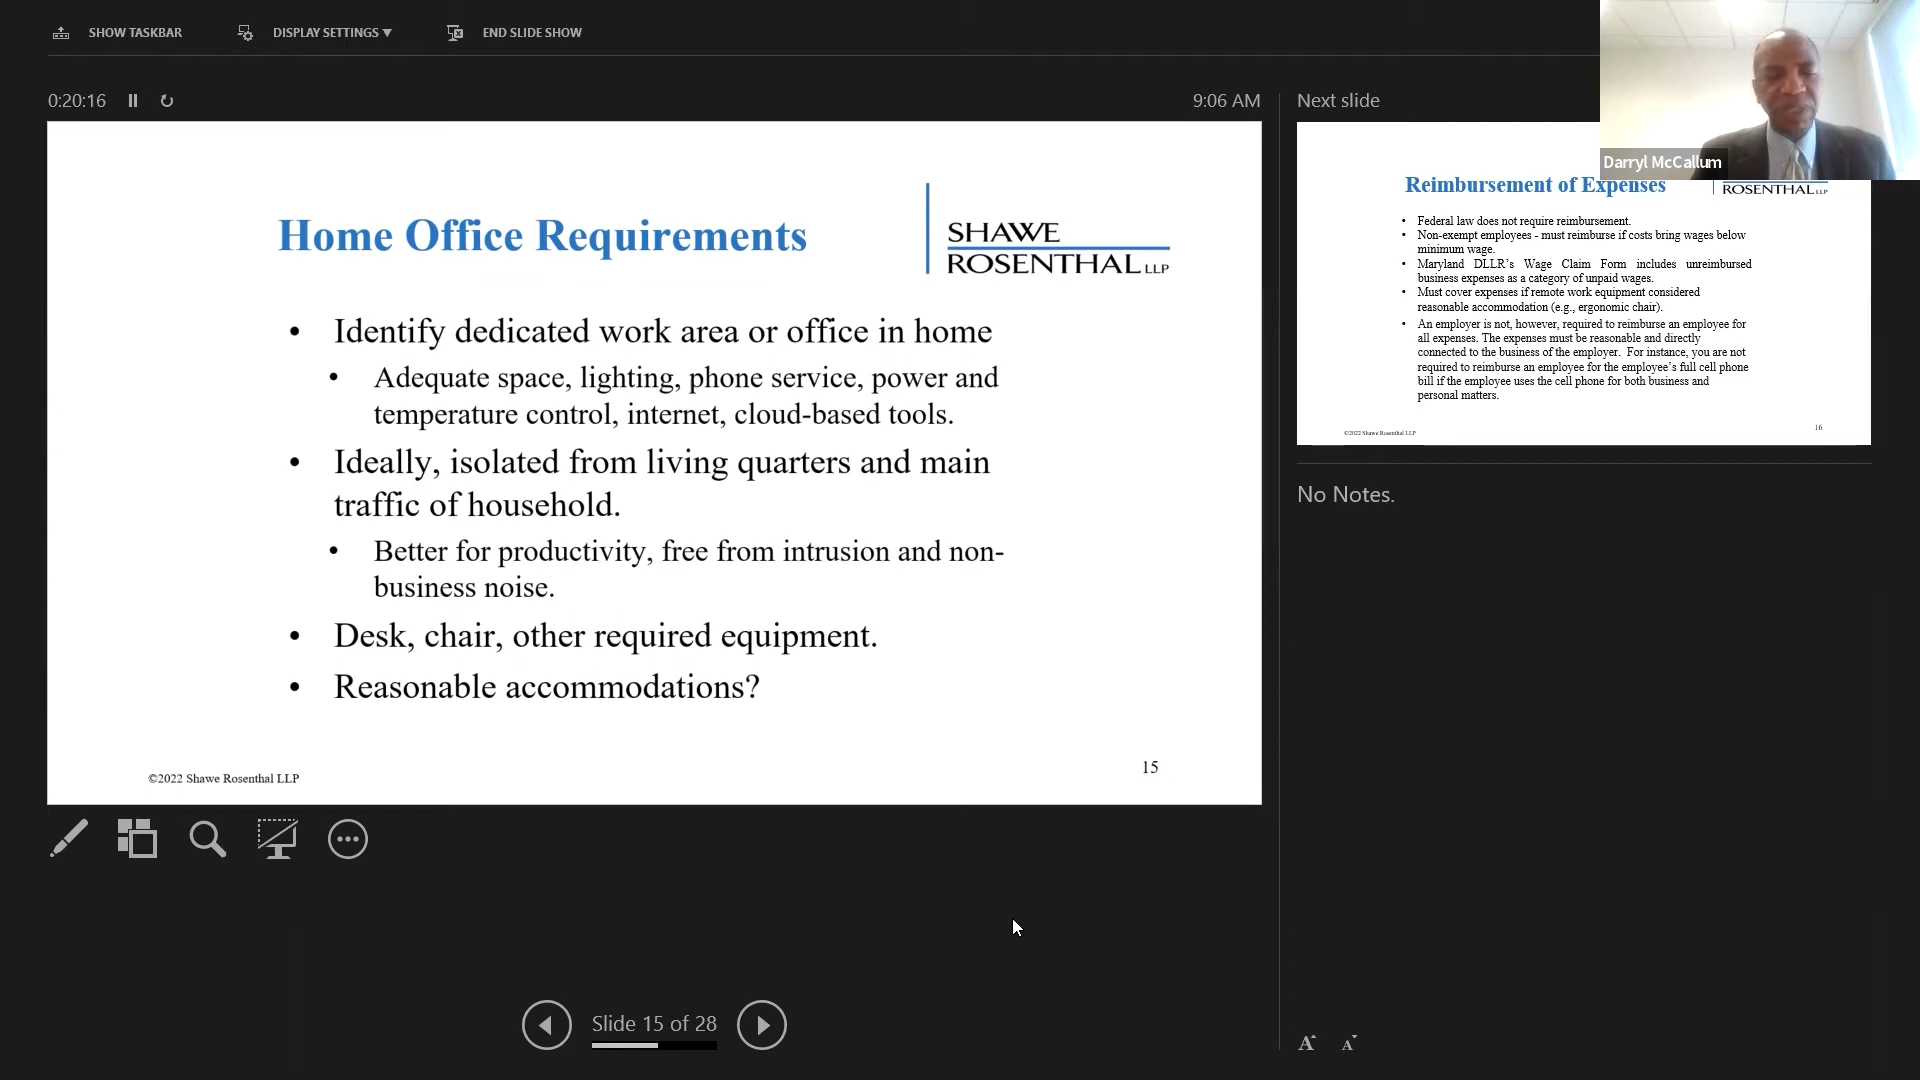 SHOW TASKBAR
DISPLAY SETTINGS ▼
END SLIDE SHOW
0:20:16
9:06 AM
Home Office Requirements
SHAWE
ROSENTHAL LLP
• Identify dedicated work area or office in home
• Adequate space, lighting, phone service, power and
temperature control, internet, cloud-based tools.
• Ideally, isolated from living quarters and main
traffic of household.
• Better for productivity, free from intrusion and non-
business noise.
• Desk, chair, other required equipment.
• Reasonable accommodations?
©2022 Shawe Rosenthal LLP
15
Slide 15 of 28
Next slide
Darryl McCallum
Reimbursement of Expenses
ROSENTHAL LLP
• Federal law does not require reimbursement.
• Non-exempt employees - must reimburse if costs bring wages below
minimum wage.
• Maryland DLLR's Wage Claim Form includes unreimbursed
business expenses as a category of unpaid wages.
• Must cover expenses if remote work equipment considered
reasonable accommodation (e.g., ergonomic chair).
• An employer is not, however, required to reimburse an employee for
all expenses. The expenses must be reasonable and directly
connected to the business of the employer. For instance, you are not
required to reimburse an employee for the employee's full cell phone
bill if the employee uses the cell phone for both business and
personal matters.
©2022 Shawe Rosenthal LLP
16
No Notes.
A A